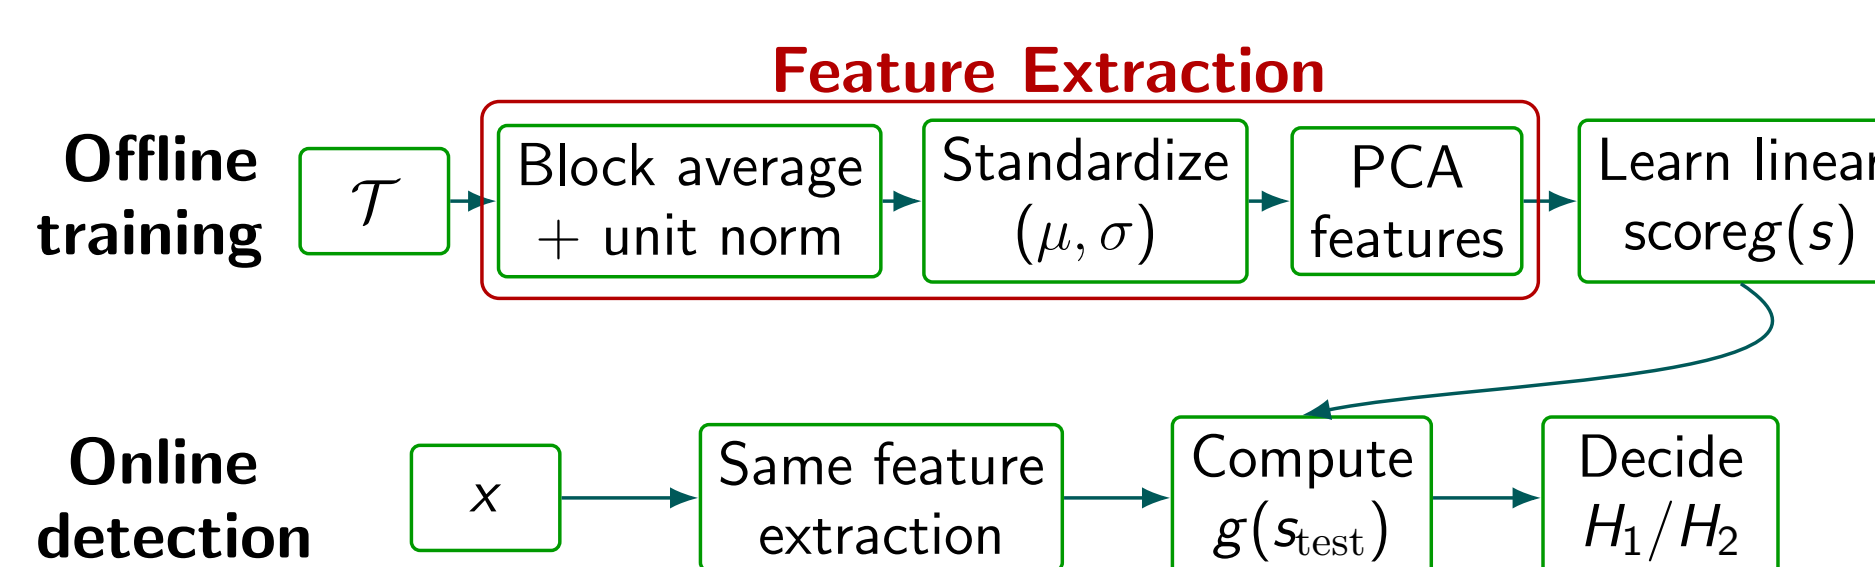 Feature Extraction
Offline
training
𝒯
Block average
+ unit norm
Standardize
(μ, σ)
PCA
features
Learn linear
scoreg(s)
Online
detection
x
Same feature
extraction
Compute
g(s_test)
Decide
H₁/H₂